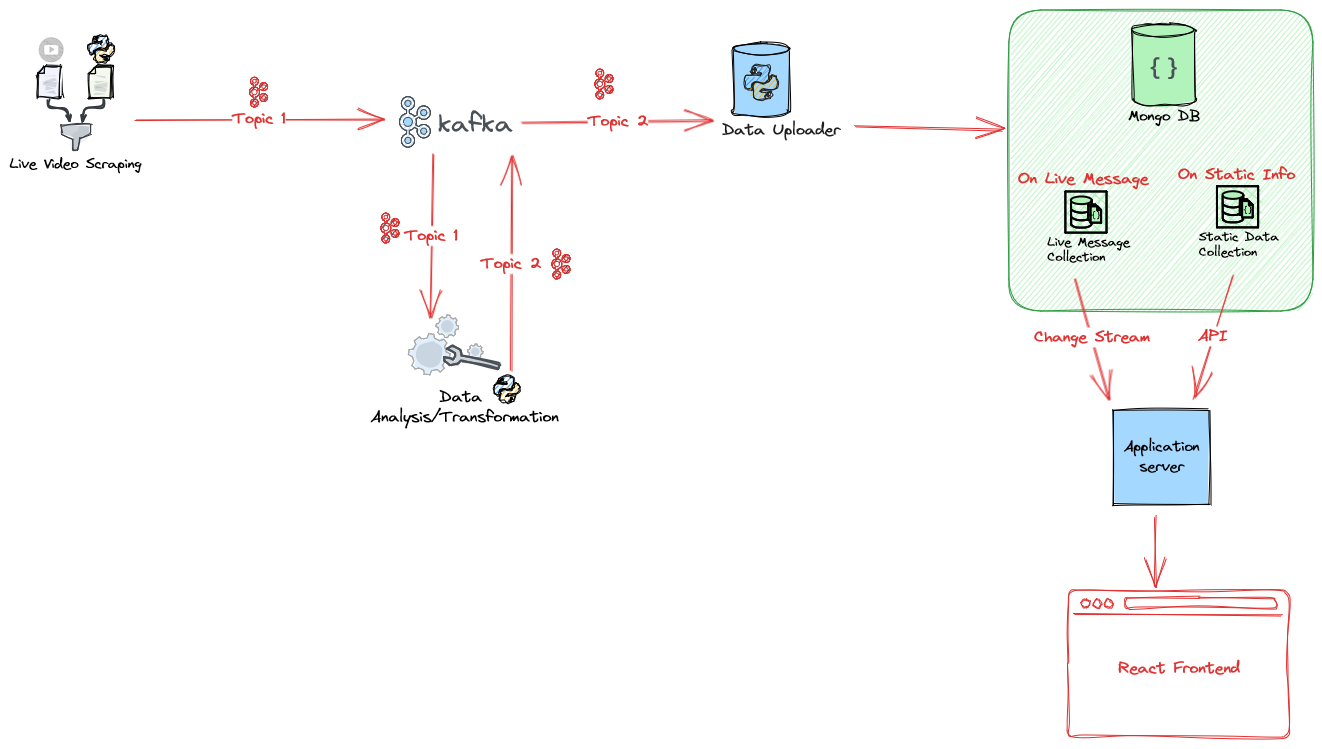 Live Video Scraping
Topic 1
kafka
Topic 1
Topic 2
Data
Analysis/Transformation
Topic 2
Data Uploader
{ }
Mongo DB
On Live Message
Live Message
Collection
On Static Info
Static Data
Collection
Change Stream
API
Application
server
React Frontend